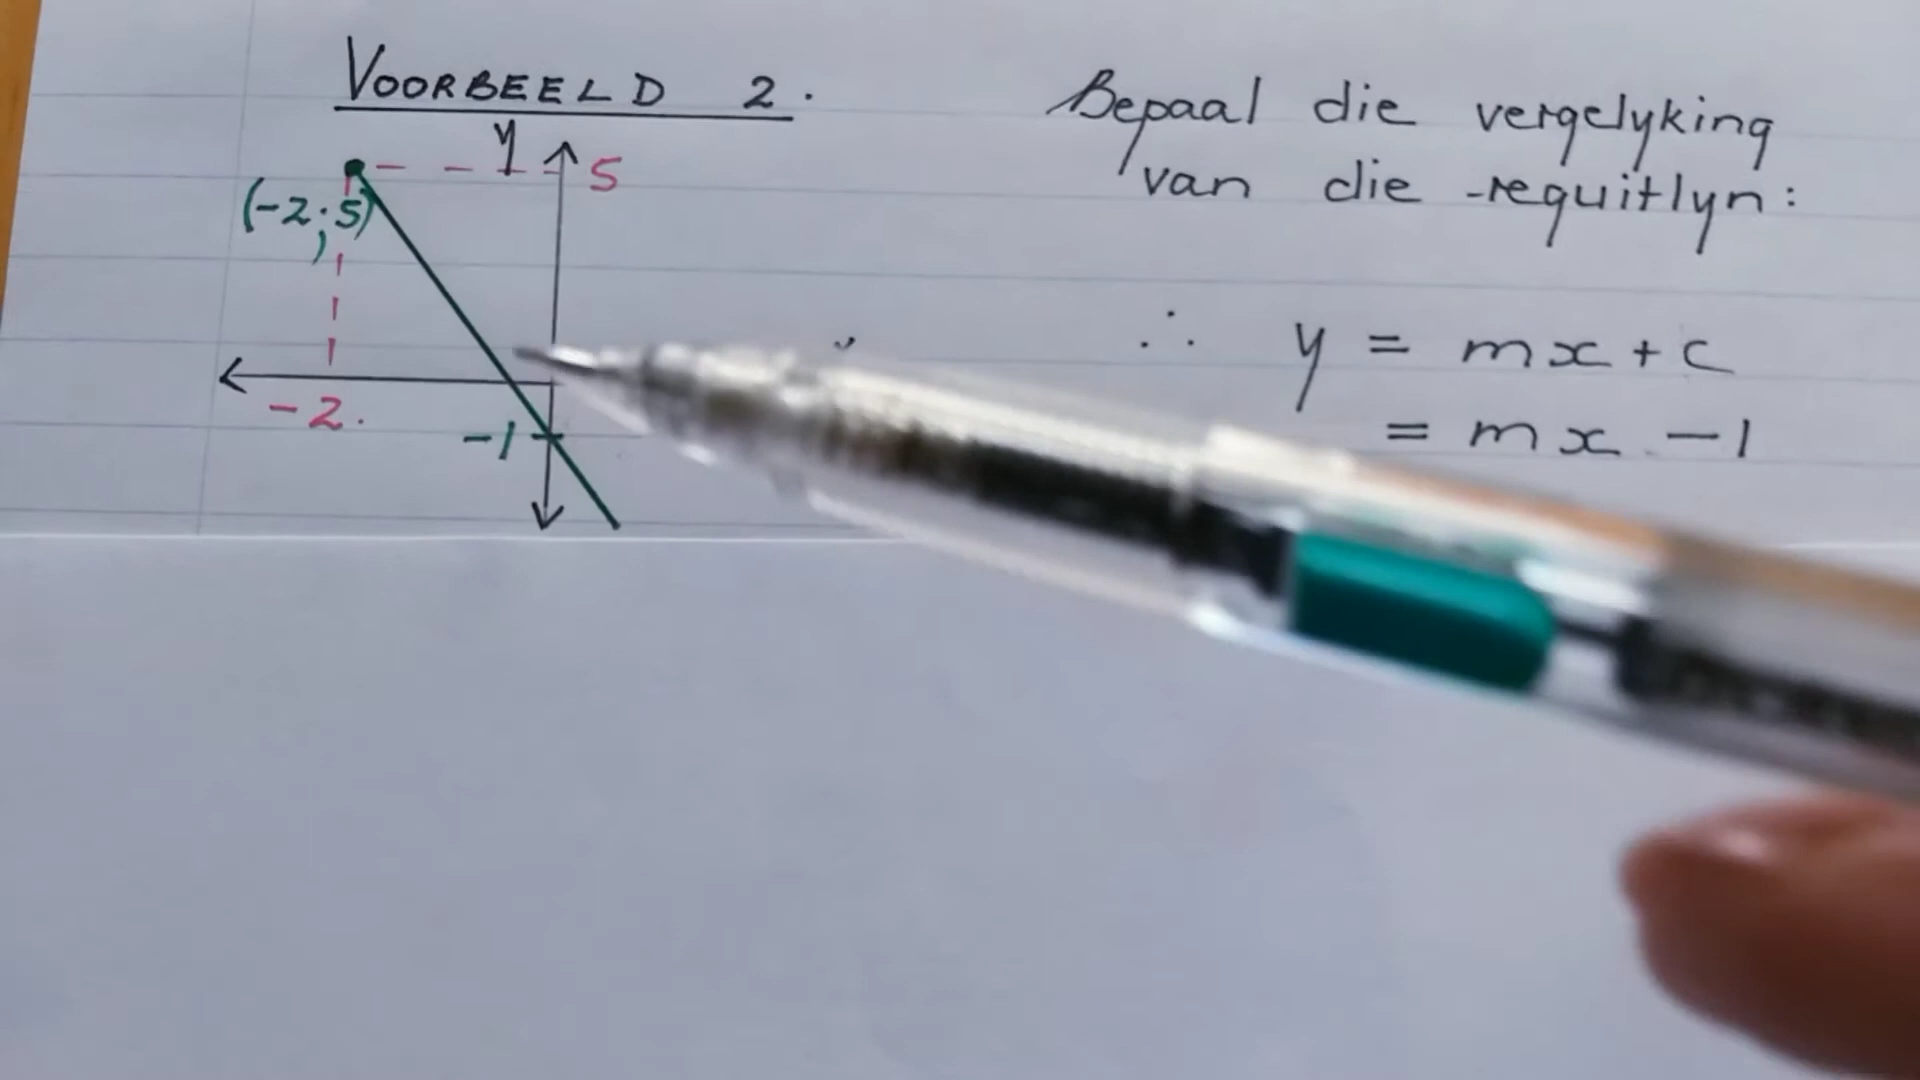 VOORBEELD 2.
y
5
(-2;5)
-2.
-1
Bepaal die vergelyking
van die reguitlyn:
∴ y = mx + c
= mx - 1